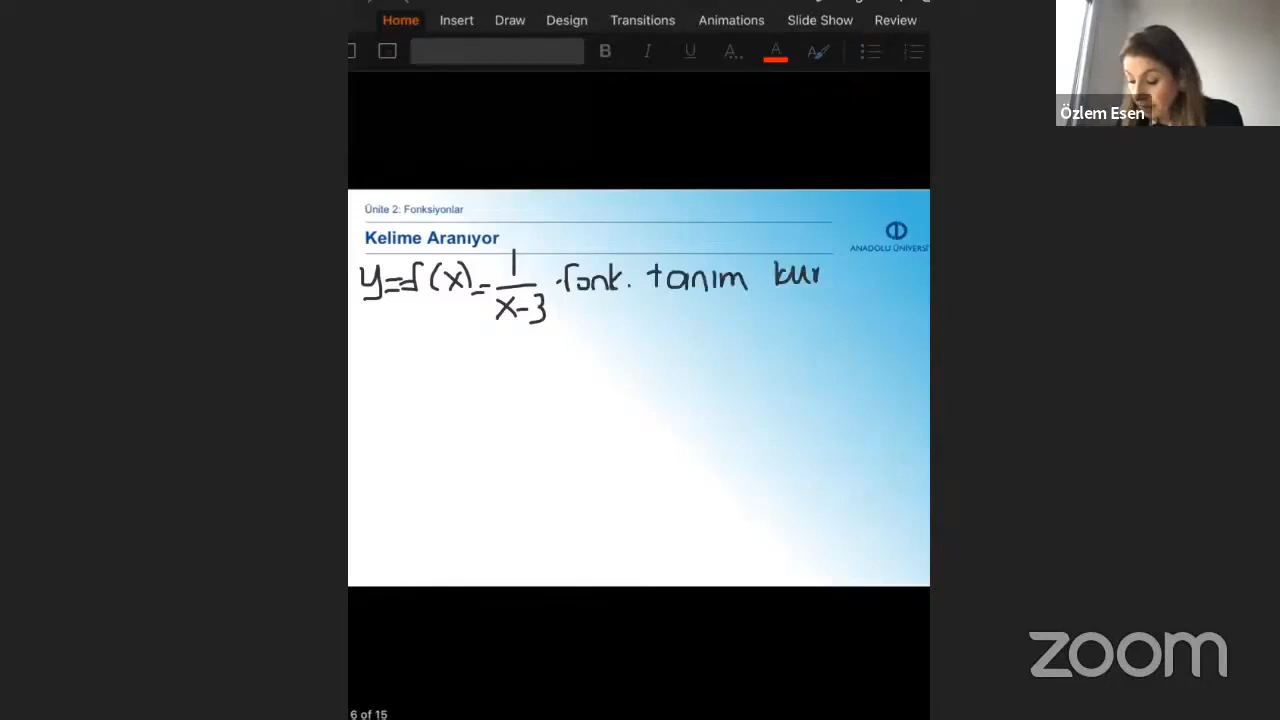 Home Insert Draw Design Transitions Animations Slide Show Review
B I U A.. A A
Özlem Esen
Ünite 2: Fonksiyonlar
Kelime Aranıyor
ANADOLU ÜNİVERSİ
y=f(x)=1/(x-3) fonk. tanım kur
zoom
6 of 15